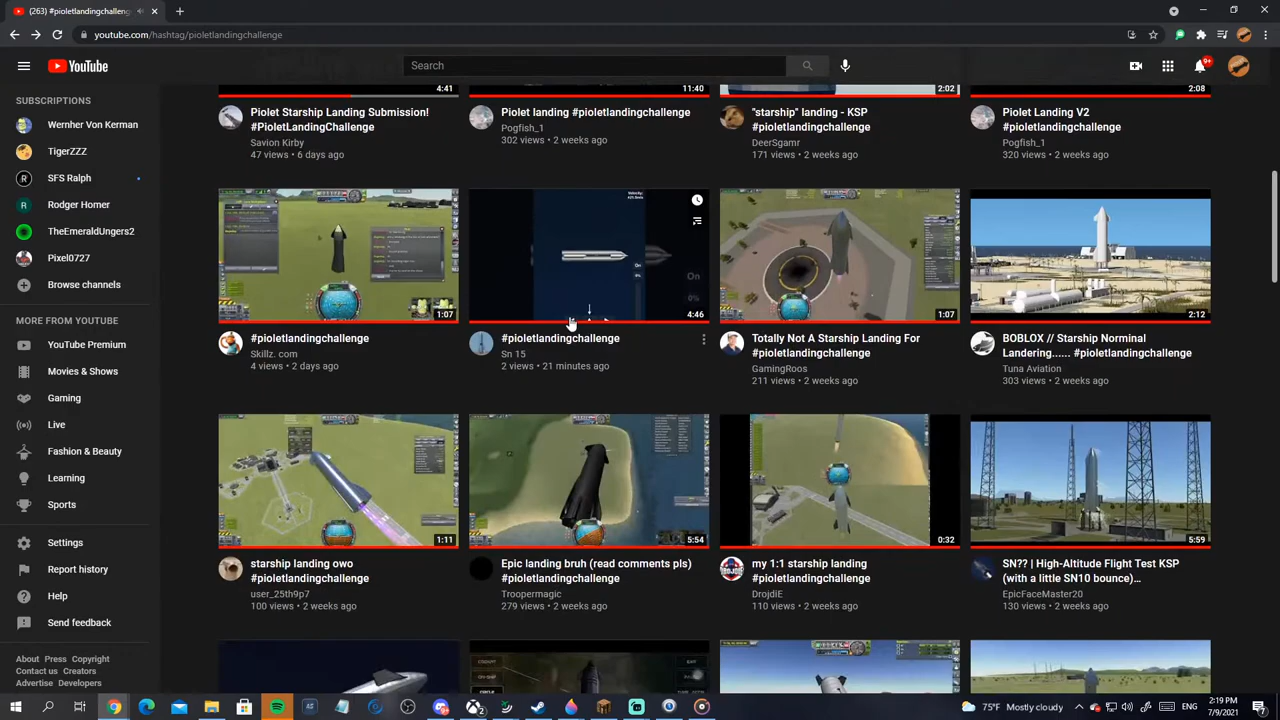 (263) #pioletlandingchalleng
youtube.com/hashtag/pioletlandingchallenge
YouTube
Search
9+
SUBSCRIPTIONS
Wernher Von Kerman
TigerZZZ
SFS Ralph
Rodger Homer
TheEmeraldUngers2
Pixel0727
Browse channels
MORE FROM YOUTUBE
YouTube Premium
Movies & Shows
Gaming
Live
Fashion & Beauty
Learning
Sports
Settings
Report history
Help
Send feedback
About Press Copyright
Contact us Creators
Advertise Developers
4:41
Piolet Starship Landing Submission!
#PioletLandingChallenge
Savion Kirby
47 views • 6 days ago
11:40
Piolet landing #pioletlandingchallenge
Pogfish_1
302 views • 2 weeks ago
2:02
"starship" landing - KSP
#pioletlandingchallenge
DeerSgamr
171 views • 2 weeks ago
2:08
Piolet Landing V2
#pioletlandingchallenge
Pogfish_1
320 views • 2 weeks ago
1:07
#pioletlandingchallenge
Skillz. com
4 views • 2 days ago
On
0%
4:46
#pioletlandingchallenge
Sn 15
2 views • 21 minutes ago
1:07
Totally Not A Starship Landing For
#pioletlandingchallenge
GamingRoos
211 views • 2 weeks ago
2:12
BOBLOX // Starship Norminal
Landering...... #pioletlandingchallenge
Tuna Aviation
303 views • 2 weeks ago
1:11
starship landing owo
#pioletlandingchallenge
user_25th9p7
100 views • 2 weeks ago
5:54
Epic landing bruh (read comments pls)
#pioletlandingchallenge
Troopermagic
279 views • 2 weeks ago
0:32
my 1:1 starship landing
#pioletlandingchallenge
DrojdiE
110 views • 2 weeks ago
5:59
SN?? | High-Altitude Flight Test KSP
(with a little SN10 bounce)...
EpicFaceMaster20
130 views • 2 weeks ago
75°F Mostly cloudy
ENG
2:19 PM
7/9/2021